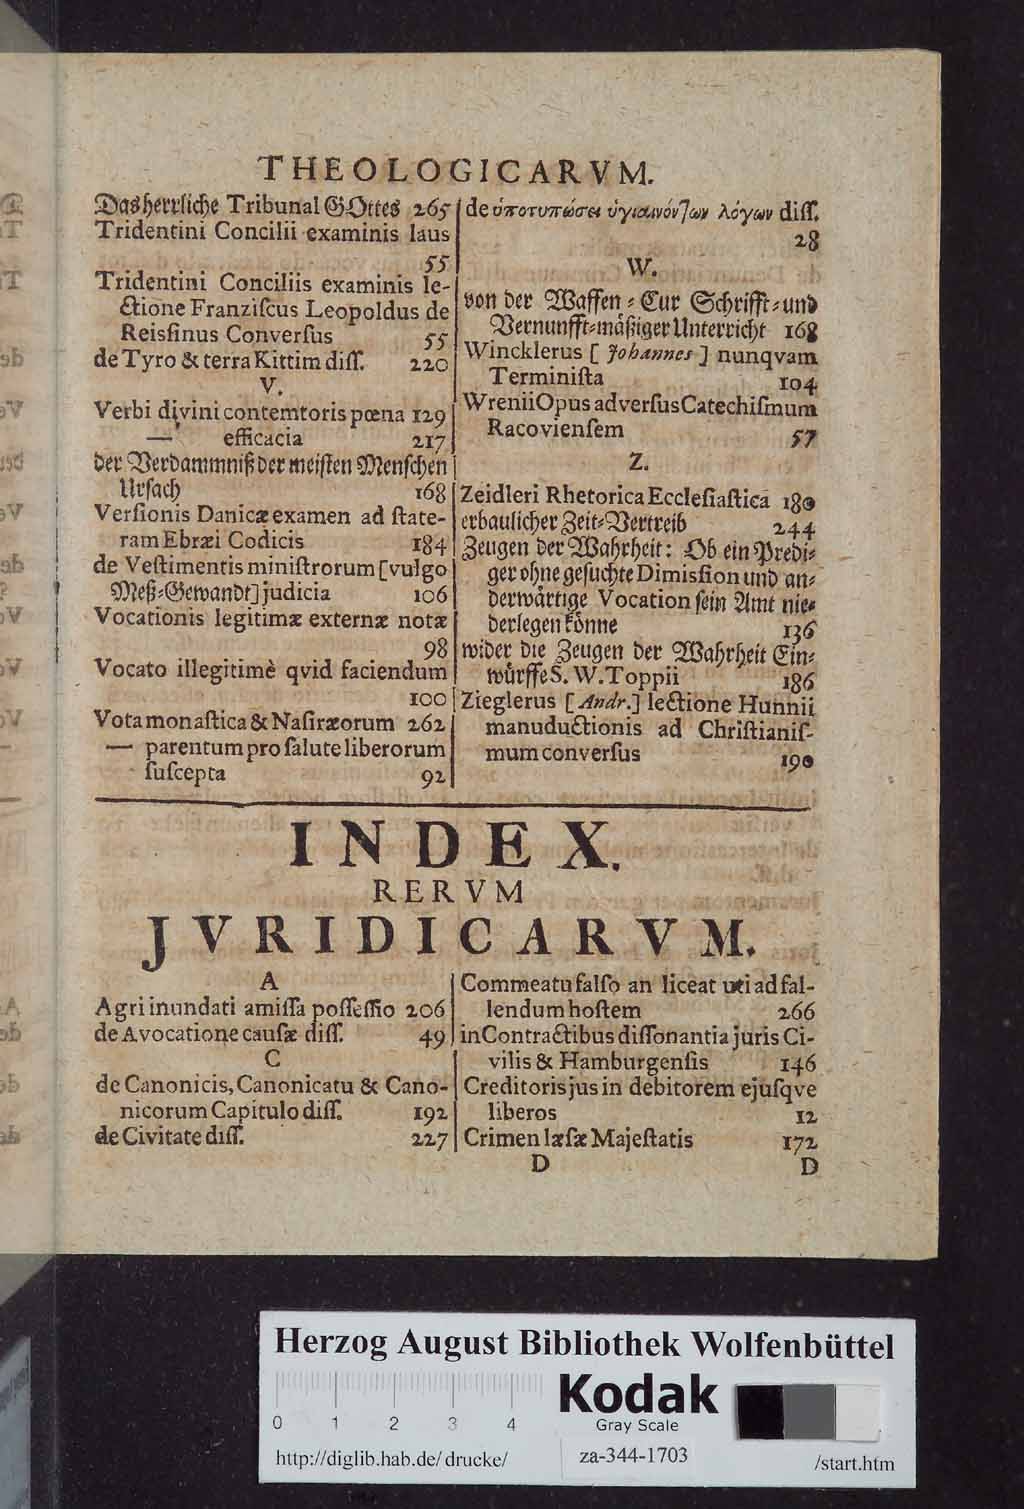 THEOLOGICARVM.
Das herrliche Tribunal GOttes 265
Tridentini Concilii examinis laus
55
Tridentini Conciliis examinis le-
ctione Franziſcus Leopoldus de
Reisſinus Converſus 55
de Tyro & terra Kittim diſſ. 220
V.
Verbi divini contemtoris pœna 129
— efficacia 217
der Verdammniß der meiſten Menſchen
Urſach 168
Verſionis Danicæ examen ad ſtate-
ram Ebræi Codicis 184
de Veſtimentis miniſtrorum [vulgo
Meß⸗Gewandt] judicia 106
Vocationis legitimæ externæ notæ
98
Vocato illegitimè qvid faciendum
100
Vota monaſtica & Naſiræorum 262
— parentum pro ſalute liberorum
ſuſcepta 92
de ὑποτυπώσει ὑγιαινόντων λόγων diſſ.
28
W.
von der Waffen⸗Cur Schrifft⸗und
Vernunfft⸗mäßiger Unterricht 168
Wincklerus [Johannes] nunqvam
Terminiſta 104
Wrenii Opus adverſus Catechiſmum
Racovienſem 57
Z.
Zeidleri Rhetorica Eccleſiaſtica 180
erbaulicher Zeit⸗Vertreib 244
Zeugen der Wahrheit: Ob ein Predi⸗
ger ohne geſuchte Dimisſion und an⸗
derwärtige Vocation ſein Amt nie⸗
derlegen könne 136
wider die Zeugen der Wahrheit Ein⸗
würffe S. W. Toppii 186
Zieglerus [Andr.] lectione Hunnii
manuductionis ad Chriſtianiſ-
mum converſus 190
INDEX.
RERVM
JVRIDICARVM.
A
Agri inundati amiſſa poſſeſſio 206
de Avocatione cauſæ diſſ. 49
C
de Canonicis, Canonicatu & Cano-
nicorum Capitulo diſſ. 192
de Civitate diſſ. 227
Commeatu falſo an liceat uti ad fal-
lendum hoſtem 266
in Contractibus diſſonantia juris Ci-
vilis & Hamburgenſis 146
Creditoris jus in debitorem ejuſqve
liberos 12
Crimen læſæ Majeſtatis 172
D D
Herzog August Bibliothek Wolfenbüttel
0 1 2 3 4
Kodak
Gray Scale
http://diglib.hab.de/drucke/ za-344-1703 /start.htm